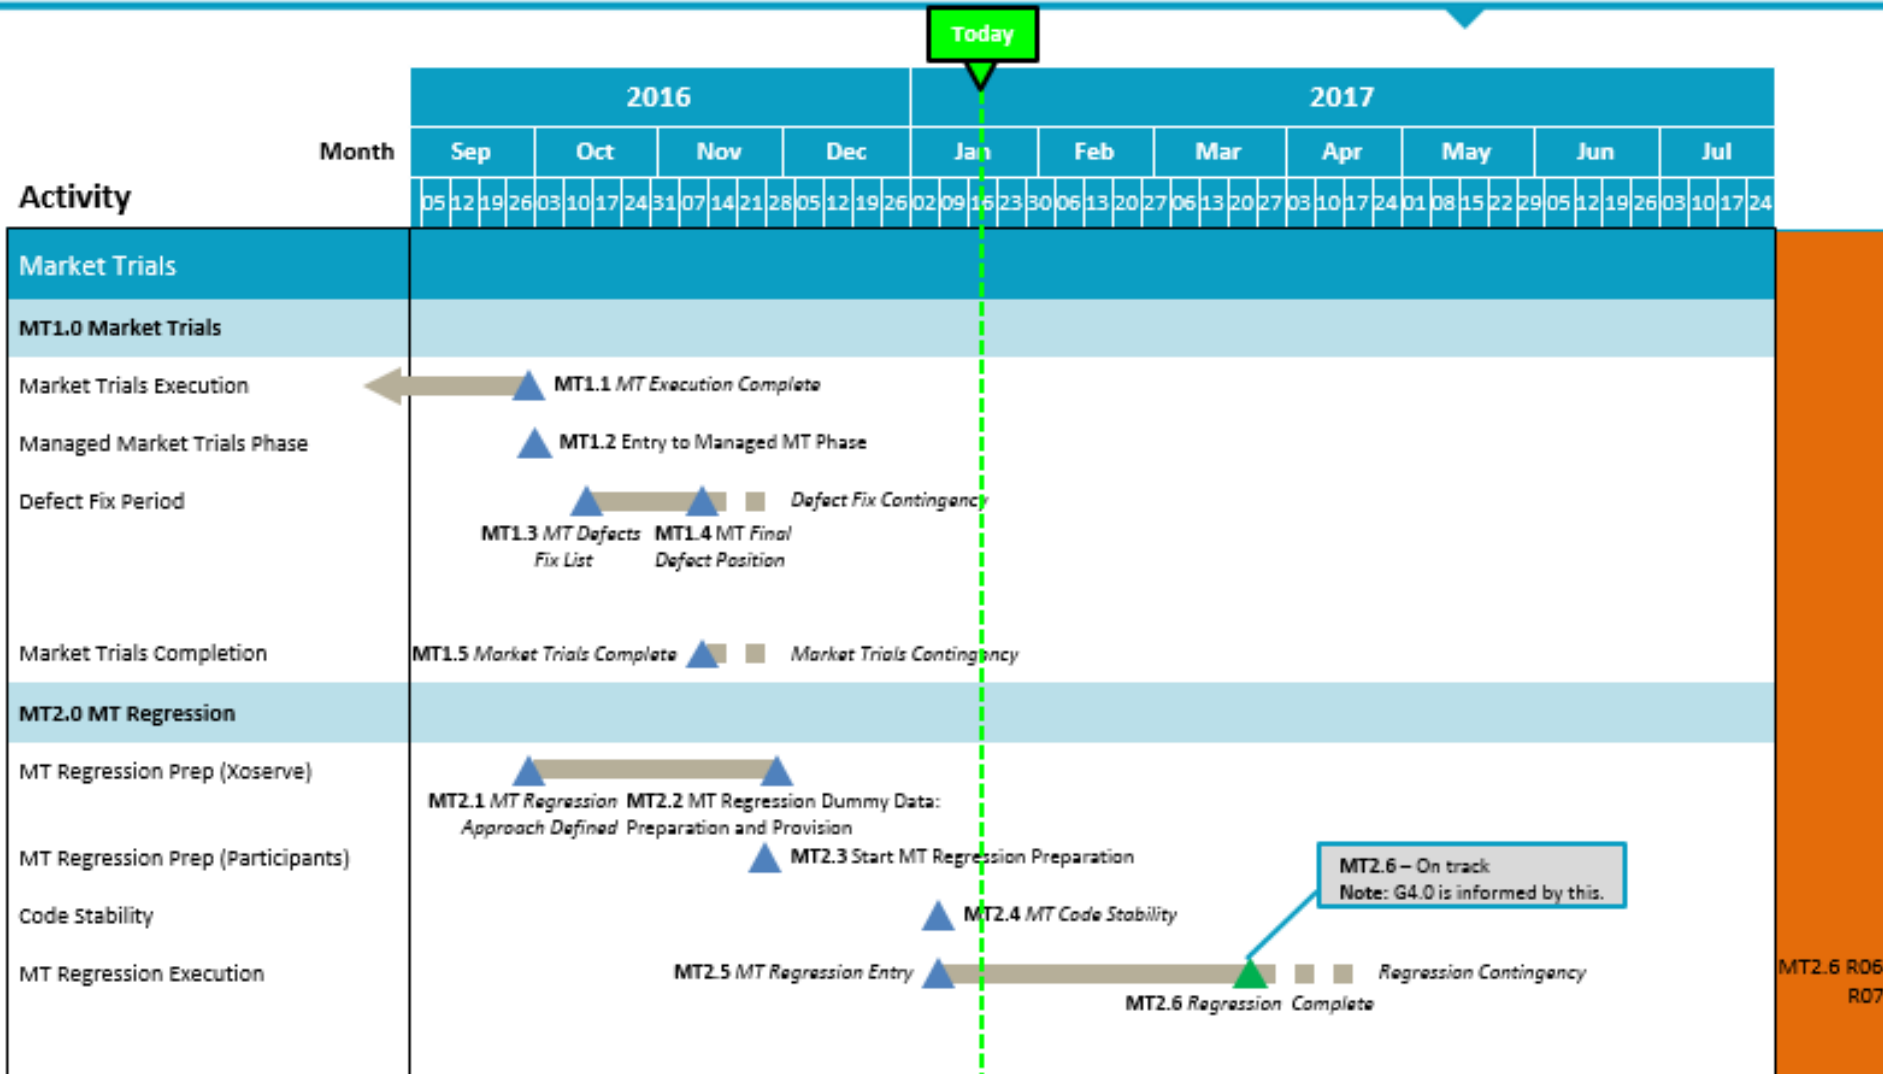 Today
2016 2017
Month Sep Oct Nov Dec Jan Feb Mar Apr May Jun Jul
Activity 05 12 19 26 03 10 17 24 31 07 14 21 28 05 12 19 26 02 09 16 23 30 06 13 20 27 06 13 20 27 03 10 17 24 01 08 15 22 29 05 12 19 26 03 10 17 24
Market Trials
MT1.0 Market Trials
Market Trials Execution MT1.1 MT Execution Complete
Managed Market Trials Phase MT1.2 Entry to Managed MT Phase
Defect Fix Period Defect Fix Contingency
MT1.3 MT Defects MT1.4 MT Final
Fix List Defect Position
Market Trials Completion MT1.5 Market Trials Complete Market Trials Contingency
MT2.0 MT Regression
MT Regression Prep (Xoserve)
MT2.1 MT Regression MT2.2 MT Regression Dummy Data:
Approach Defined Preparation and Provision
MT Regression Prep (Participants) MT2.3 Start MT Regression Preparation
MT2.6 – On track
Note: G4.0 is informed by this.
Code Stability MT2.4 MT Code Stability
MT Regression Execution MT2.5 MT Regression Entry Regression Contingency
MT2.6 Regression Complete
MT2.6 R06
R07